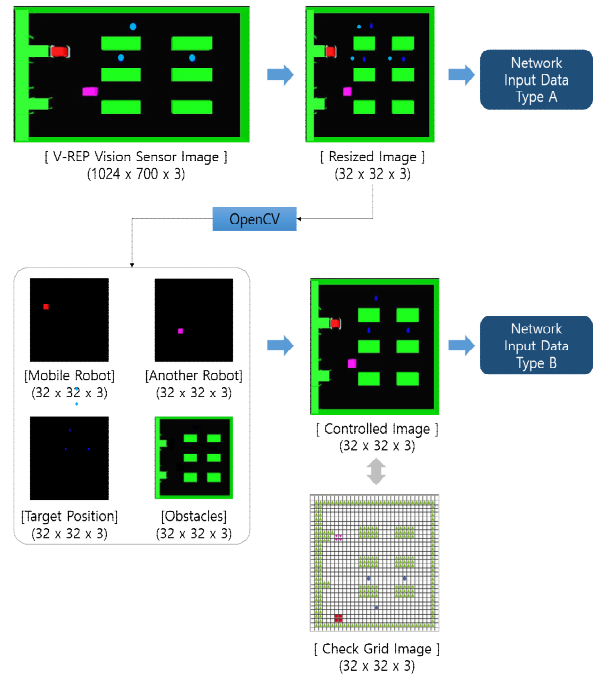 [ V-REP Vision Sensor Image ]
(1024 x 700 x 3)
[ Resized Image ]
(32 x 32 x 3)
Network
Input Data
Type A
OpenCV
[Mobile Robot]
(32 x 32 x 3)
[Another Robot]
(32 x 32 x 3)
[Target Position]
(32 x 32 x 3)
[Obstacles]
(32 x 32 x 3)
[ Controlled Image ]
(32 x 32 x 3)
Network
Input Data
Type B
[ Check Grid Image ]
(32 x 32 x 3)